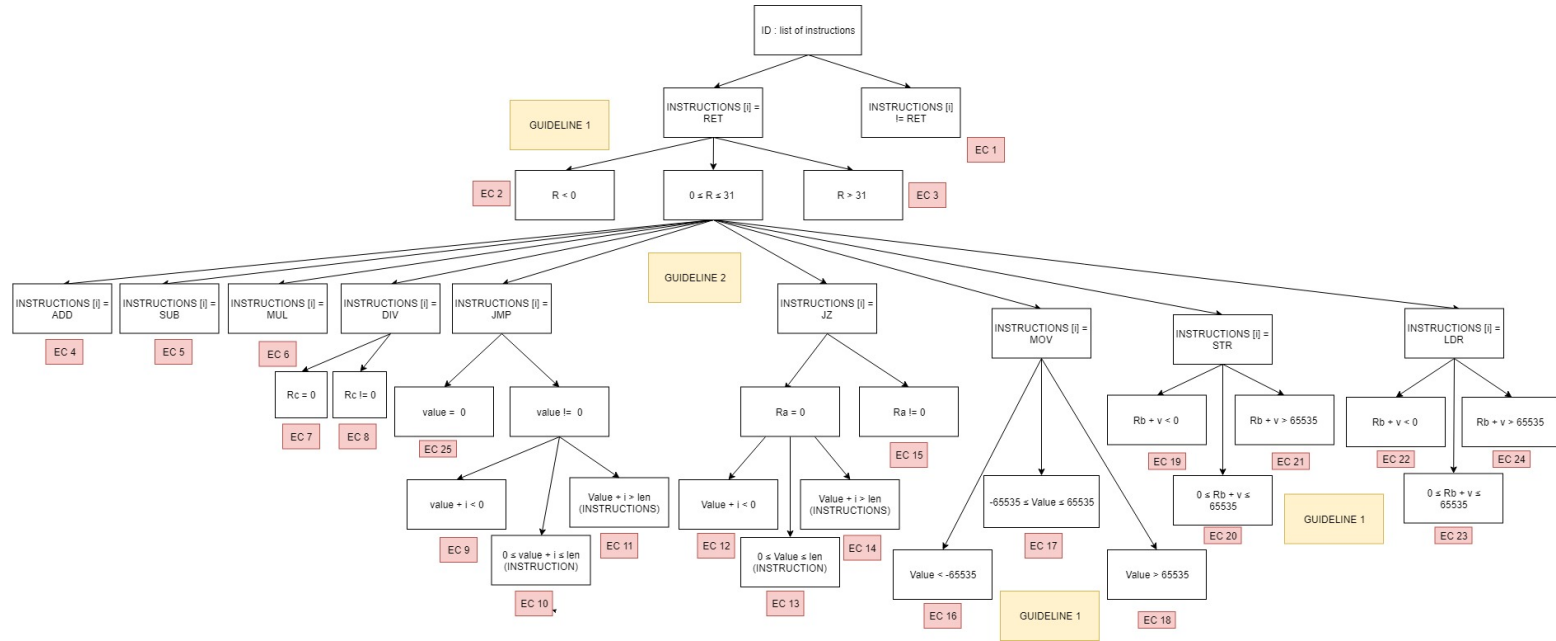 ID : list of instructions
INSTRUCTIONS [i] =
RET
INSTRUCTIONS [i]
!= RET
GUIDELINE 1
EC 1
EC 2
R < 0
0 ≤ R ≤ 31
R > 31
EC 3
GUIDELINE 2
INSTRUCTIONS [i] =
ADD
INSTRUCTIONS [i] =
SUB
INSTRUCTIONS [i] =
MUL
INSTRUCTIONS [i] =
DIV
INSTRUCTIONS [i] =
JMP
INSTRUCTIONS [i] =
JZ
INSTRUCTIONS [i] =
MOV
INSTRUCTIONS [i] =
STR
INSTRUCTIONS [i] =
LDR
EC 4
EC 5
EC 6
Rc = 0
Rc != 0
value = 0
value != 0
Ra = 0
Ra != 0
Rb + v < 0
Rb + v > 65535
Rb + v < 0
Rb + v > 65535
EC 7
EC 8
EC 25
EC 15
EC 19
EC 21
EC 22
EC 24
value + i < 0
Value + i > len
(INSTRUCTIONS)
Value + i < 0
Value + i > len
(INSTRUCTIONS)
-65535 ≤ Value ≤ 65535
0 ≤ Rb + v ≤
65535
GUIDELINE 1
0 ≤ Rb + v ≤
65535
EC 9
EC 11
EC 12
EC 14
EC 17
EC 20
EC 23
0 ≤ value + i ≤ len
(INSTRUCTION)
0 ≤ Value ≤ len
(INSTRUCTION)
Value < -65535
Value > 65535
EC 10
EC 13
EC 16
GUIDELINE 1
EC 18